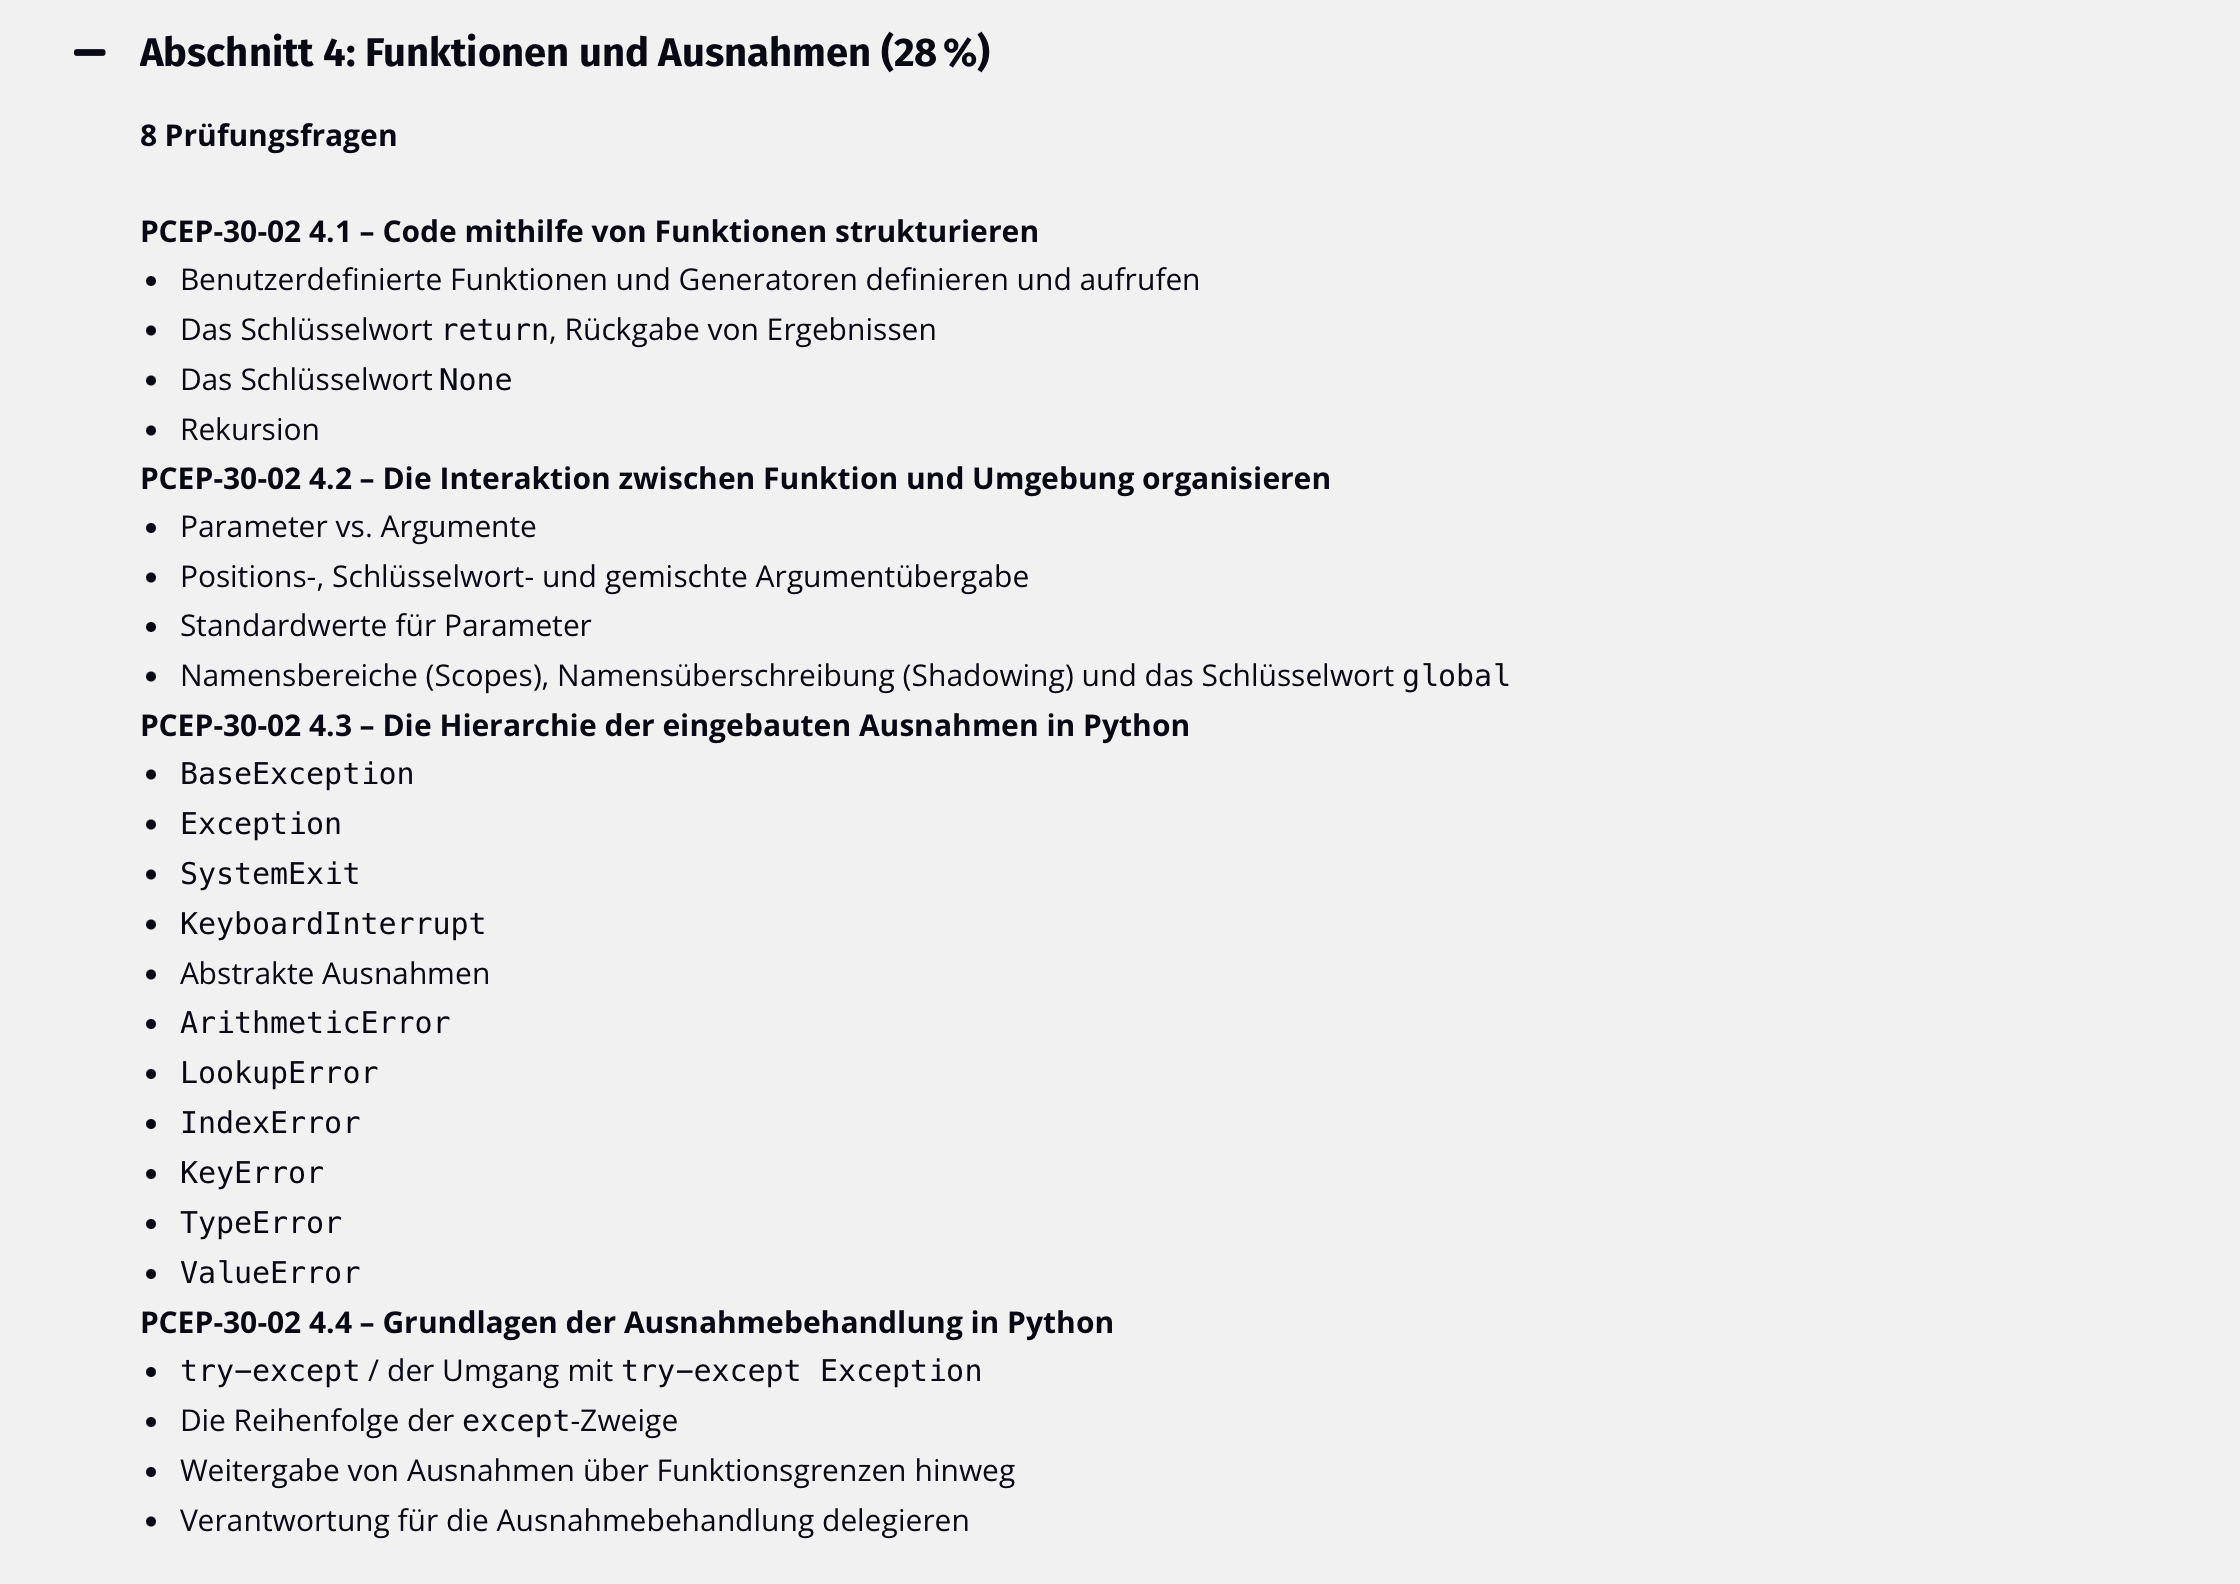 Abschnitt 4: Funktionen und Ausnahmen (28 %)
8 Prüfungsfragen
PCEP-30-02 4.1 – Code mithilfe von Funktionen strukturieren
• Benutzerdefinierte Funktionen und Generatoren definieren und aufrufen
• Das Schlüsselwort return, Rückgabe von Ergebnissen
• Das Schlüsselwort None
• Rekursion
PCEP-30-02 4.2 – Die Interaktion zwischen Funktion und Umgebung organisieren
• Parameter vs. Argumente
• Positions-, Schlüsselwort- und gemischte Argumentübergabe
• Standardwerte für Parameter
• Namensbereiche (Scopes), Namensüberschreibung (Shadowing) und das Schlüsselwort global
PCEP-30-02 4.3 – Die Hierarchie der eingebauten Ausnahmen in Python
• BaseException
• Exception
• SystemExit
• KeyboardInterrupt
• Abstrakte Ausnahmen
• ArithmeticError
• LookupError
• IndexError
• KeyError
• TypeError
• ValueError
PCEP-30-02 4.4 – Grundlagen der Ausnahmebehandlung in Python
• try–except / der Umgang mit try–except Exception
• Die Reihenfolge der except-Zweige
• Weitergabe von Ausnahmen über Funktionsgrenzen hinweg
• Verantwortung für die Ausnahmebehandlung delegieren